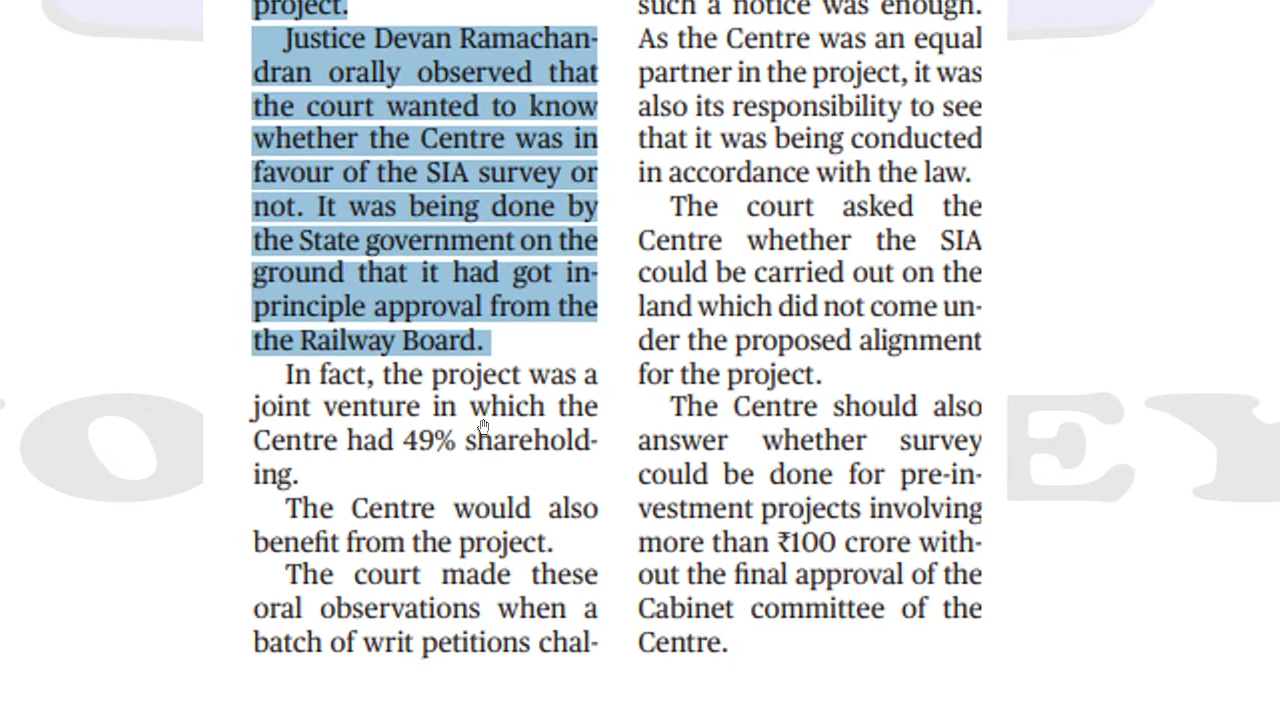 project.
Justice Devan Ramachan-
dran orally observed that
the court wanted to know
whether the Centre was in
favour of the SIA survey or
not. It was being done by
the State government on the
ground that it had got in-
principle approval from the
the Railway Board.
In fact, the project was a
joint venture in which the
Centre had 49% sharehold-
ing.
The Centre would also
benefit from the project.
The court made these
oral observations when a
batch of writ petitions chal-
such a notice was enough.
As the Centre was an equal
partner in the project, it was
also its responsibility to see
that it was being conducted
in accordance with the law.
The court asked the
Centre whether the SIA
could be carried out on the
land which did not come un-
der the proposed alignment
for the project.
The Centre should also
answer whether survey
could be done for pre-in-
vestment projects involving
more than ₹100 crore with-
out the final approval of the
Cabinet committee of the
Centre.